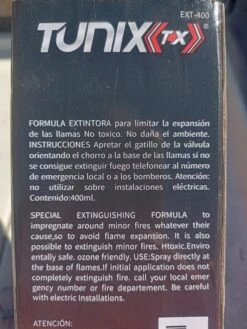 EXT-400
TUNIX TX ®
FORMULA EXTINTORA para limitar la expansión
de las llamas No toxico. No daña el ambiente.
INSTRUCCIONES Apretar el gatillo de la válvula
orientando el chorro a la base de las llamas si no
se consigue extinguir fuego telefonear al número
de emergencia local o a los bomberos. Atención:
no utilizar sobre instalaciones eléctricas.
Contenido:400ml.
SPECIAL EXTINGUISHING FORMULA to
impregnate around minor fires whatever their
cause,so to avoid flame expansion. It is also
possible to extinguish minor fires. Htoxic.Enviro
entally safe. ozone friendly. USE:Spray directly at
the base of flames.If initial application does not
completely extinguish fire, call your local emer
gency number or fire departement. Be careful
with electric Installations.
ATENCIÓN: